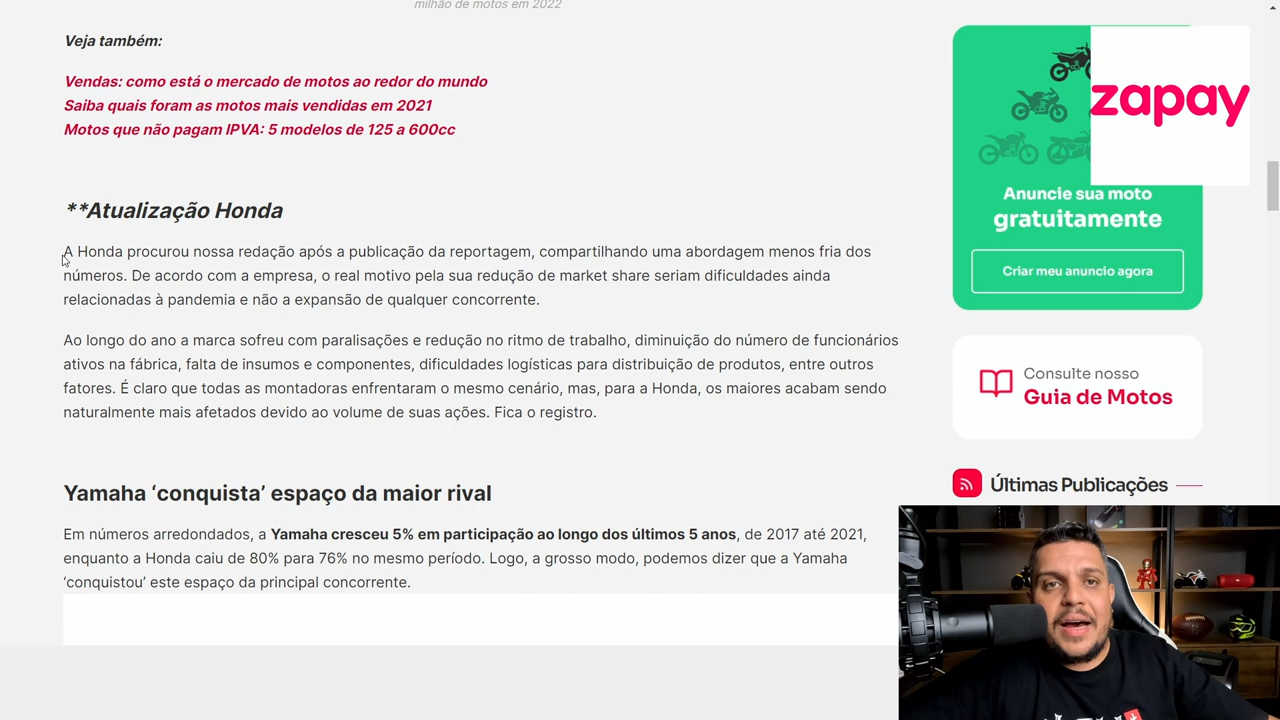 milhão de motos em 2022
Veja também:
Vendas: como está o mercado de motos ao redor do mundo
Saiba quais foram as motos mais vendidas em 2021
Motos que não pagam IPVA: 5 modelos de 125 a 600cc
**Atualização Honda
A Honda procurou nossa redação após a publicação da reportagem, compartilhando uma abordagem menos fria dos
números. De acordo com a empresa, o real motivo pela sua redução de market share seriam dificuldades ainda
relacionadas à pandemia e não a expansão de qualquer concorrente.
Ao longo do ano a marca sofreu com paralisações e redução no ritmo de trabalho, diminuição do número de funcionários
ativos na fábrica, falta de insumos e componentes, dificuldades logísticas para distribuição de produtos, entre outros
fatores. É claro que todas as montadoras enfrentaram o mesmo cenário, mas, para a Honda, os maiores acabam sendo
naturalmente mais afetados devido ao volume de suas ações. Fica o registro.
Yamaha ‘conquista’ espaço da maior rival
Em números arredondados, a Yamaha cresceu 5% em participação ao longo dos últimos 5 anos, de 2017 até 2021,
enquanto a Honda caiu de 80% para 76% no mesmo período. Logo, a grosso modo, podemos dizer que a Yamaha
‘conquistou’ este espaço da principal concorrente.
zapay
Anuncie sua moto
gratuitamente
Criar meu anuncio agora
Consulte nosso
Guia de Motos
Últimas Publicações